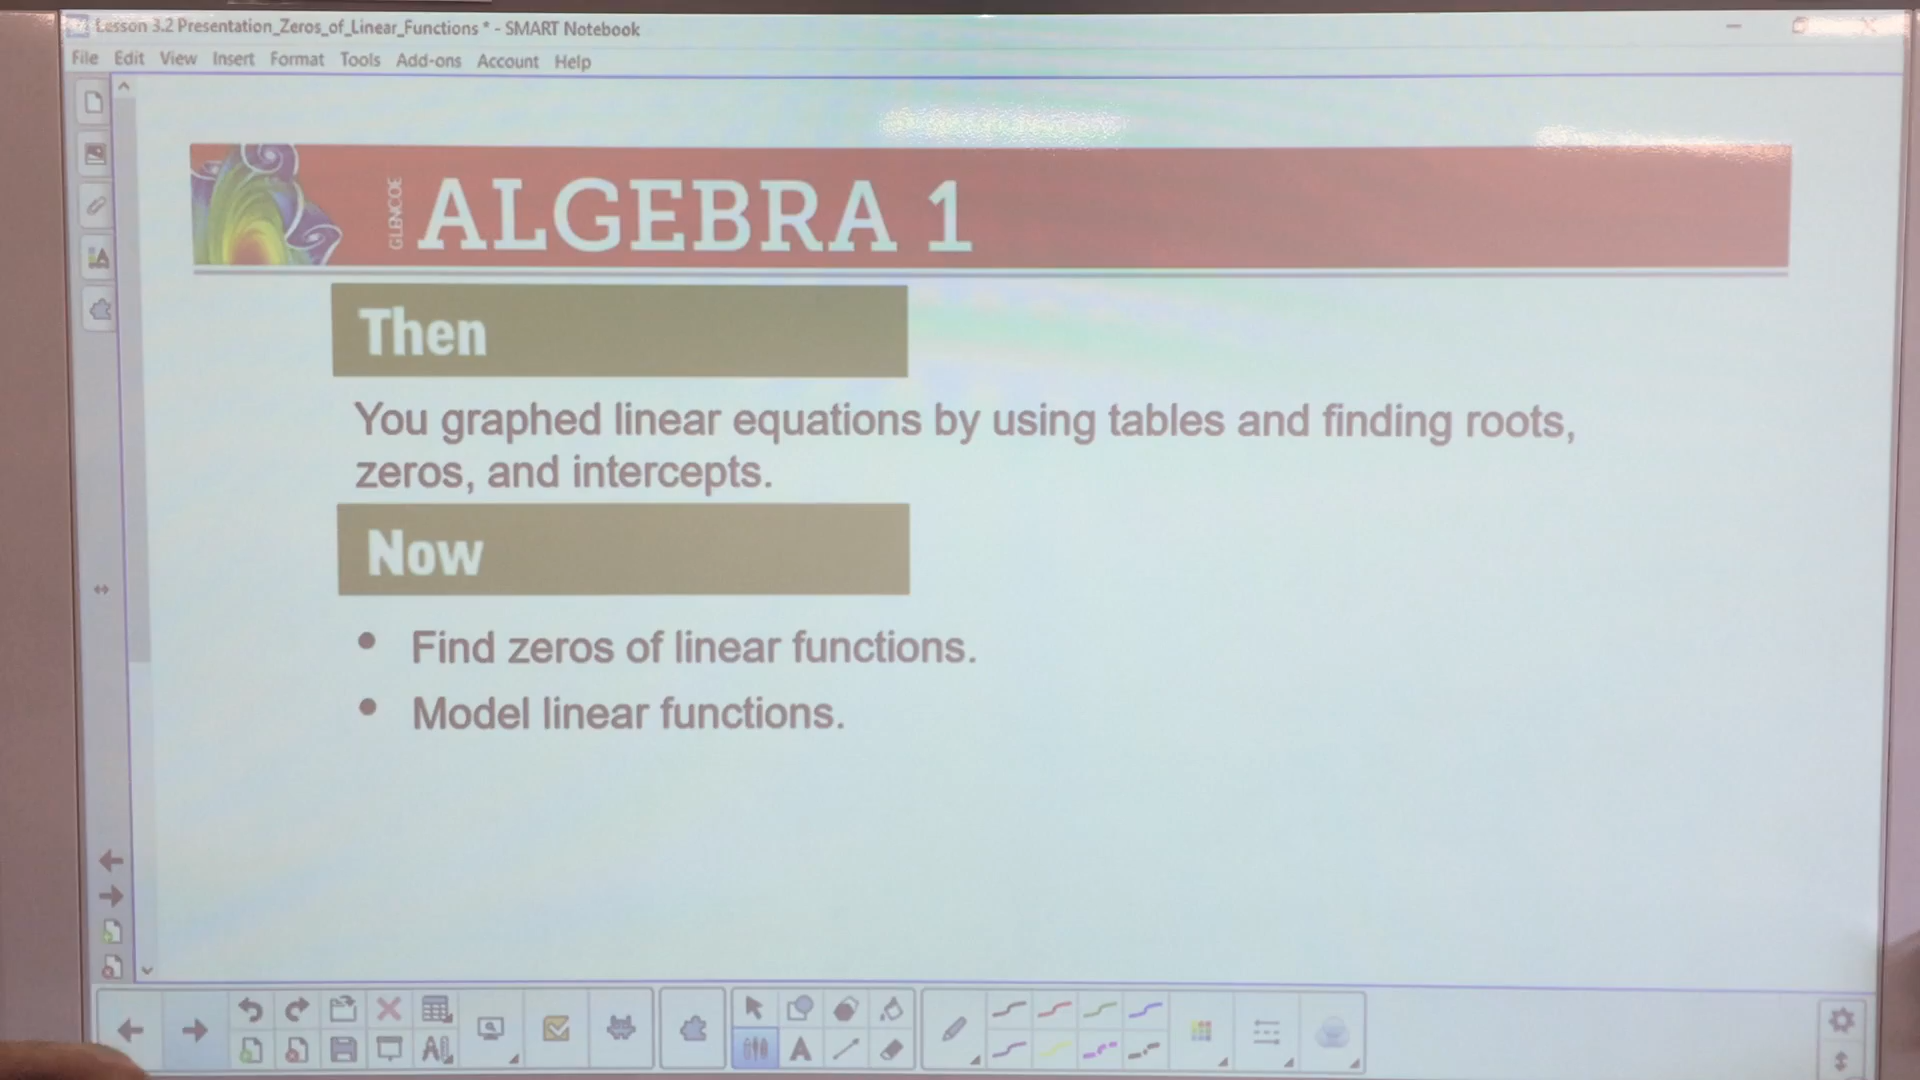 Lesson 3.2 Presentation_Zeros_of_Linear_Functions * - SMART Notebook
File Edit View Insert Format Tools Add-ons Account Help
GLENCOE ALGEBRA 1
Then
You graphed linear equations by using tables and finding roots,
zeros, and intercepts.
Now
• Find zeros of linear functions.
• Model linear functions.